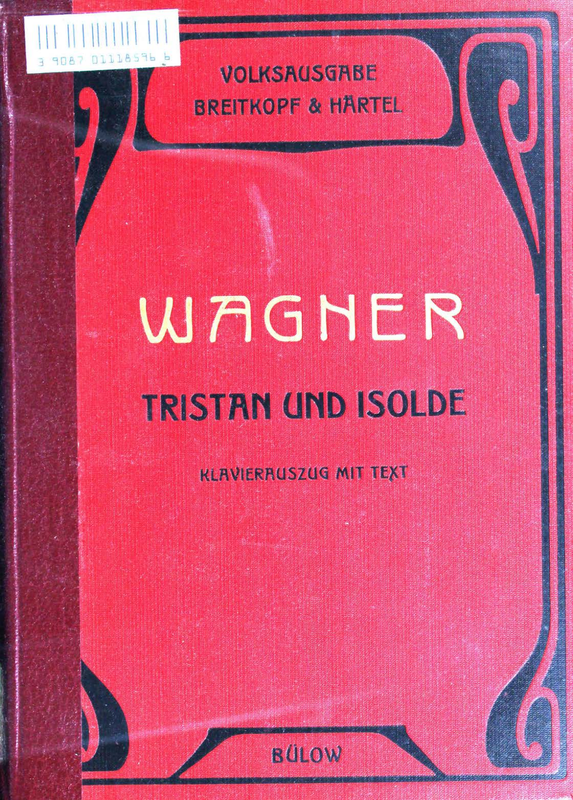 3 9087 01118596 6
VOLKSAUSGABE
BREITKOPF & HÄRTEL
WAGNER
TRISTAN UND ISOLDE
KLAVIERAUSZUG MIT TEXT
BÜLOW